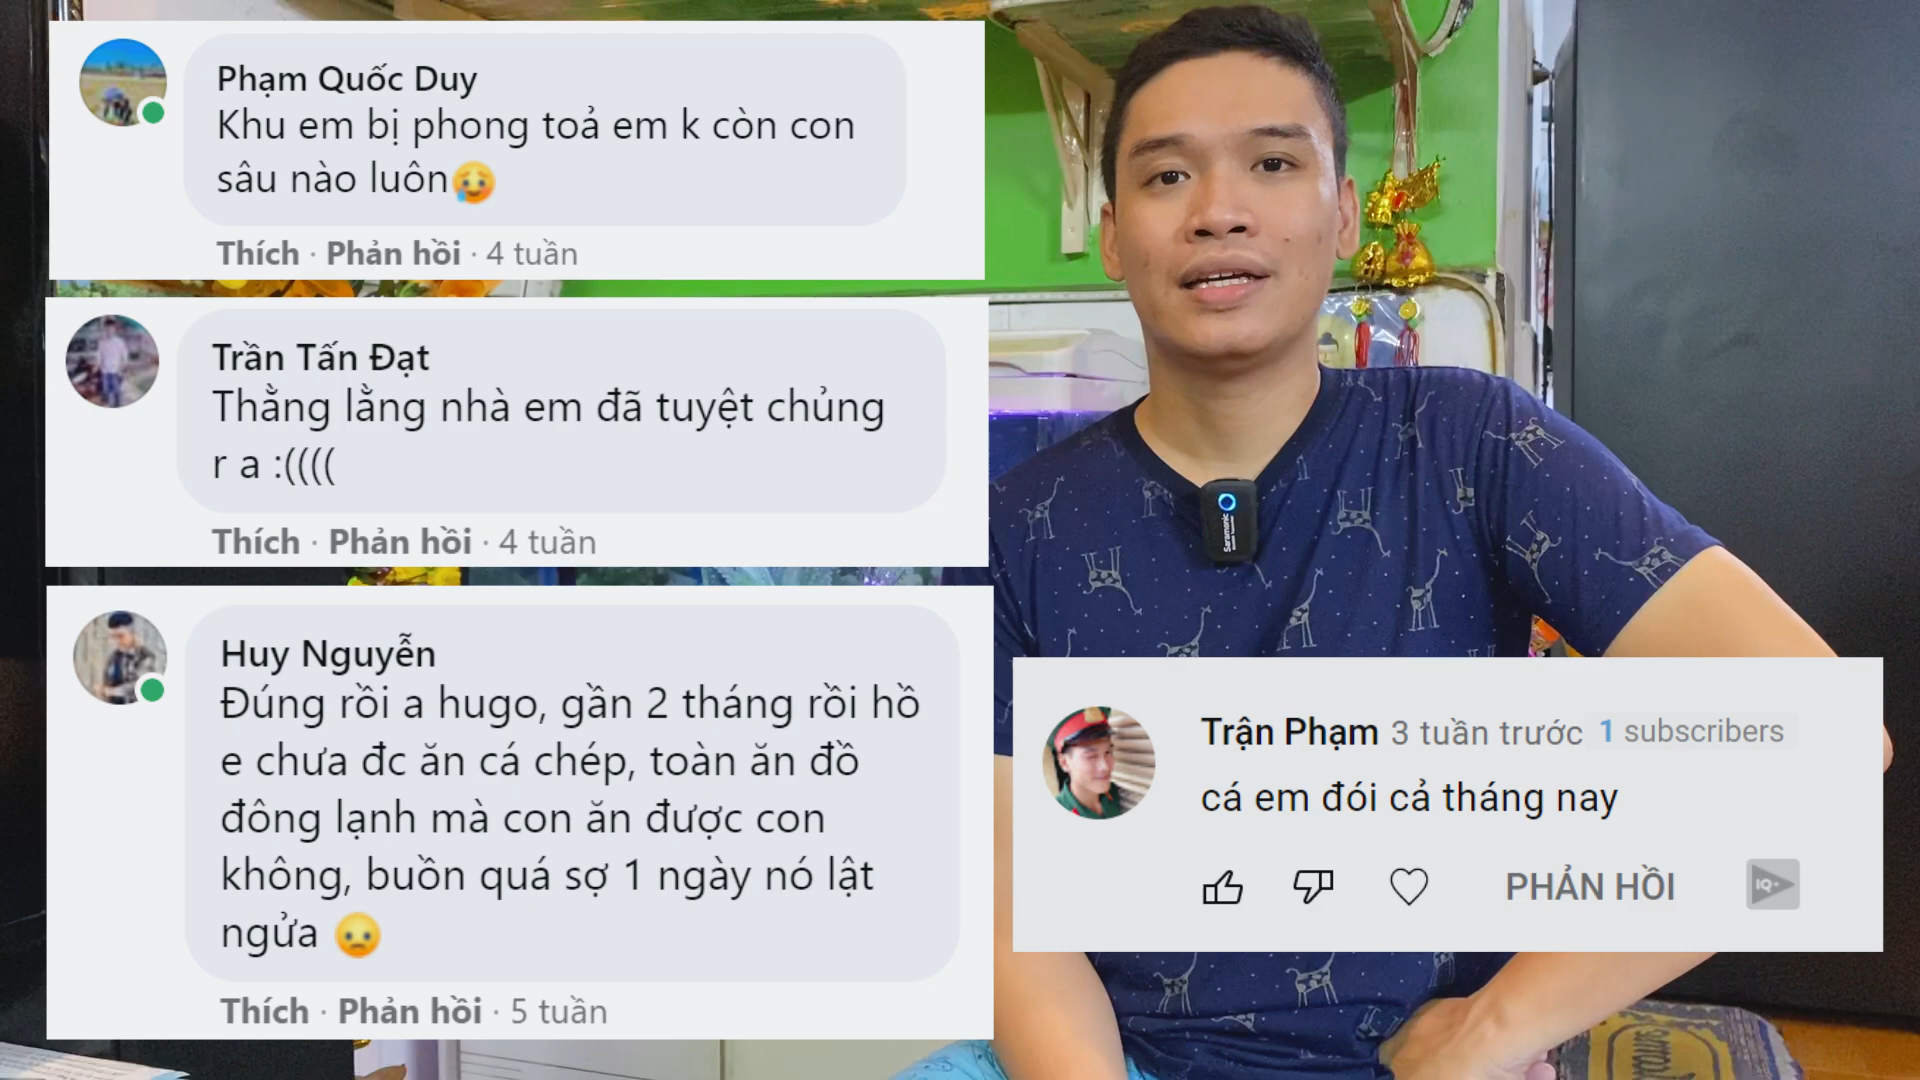 Phạm Quốc Duy
Khu em bị phong toả em k còn con
sâu nào luôn😥
Thích · Phản hồi · 4 tuần
Trần Tấn Đạt
Thằng lằng nhà em đã tuyệt chủng
r a :((((
Thích · Phản hồi · 4 tuần
Huy Nguyễn
Đúng rồi a hugo, gần 2 tháng rồi hồ
e chưa đc ăn cá chép, toàn ăn đồ
đông lạnh mà con ăn được con
không, buồn quá sợ 1 ngày nó lật
ngửa 😞
Thích · Phản hồi · 5 tuần
Saramonic
Trận Phạm 3 tuần trước 1 subscribers
cá em đói cả tháng nay
PHẢN HỒI
IQ